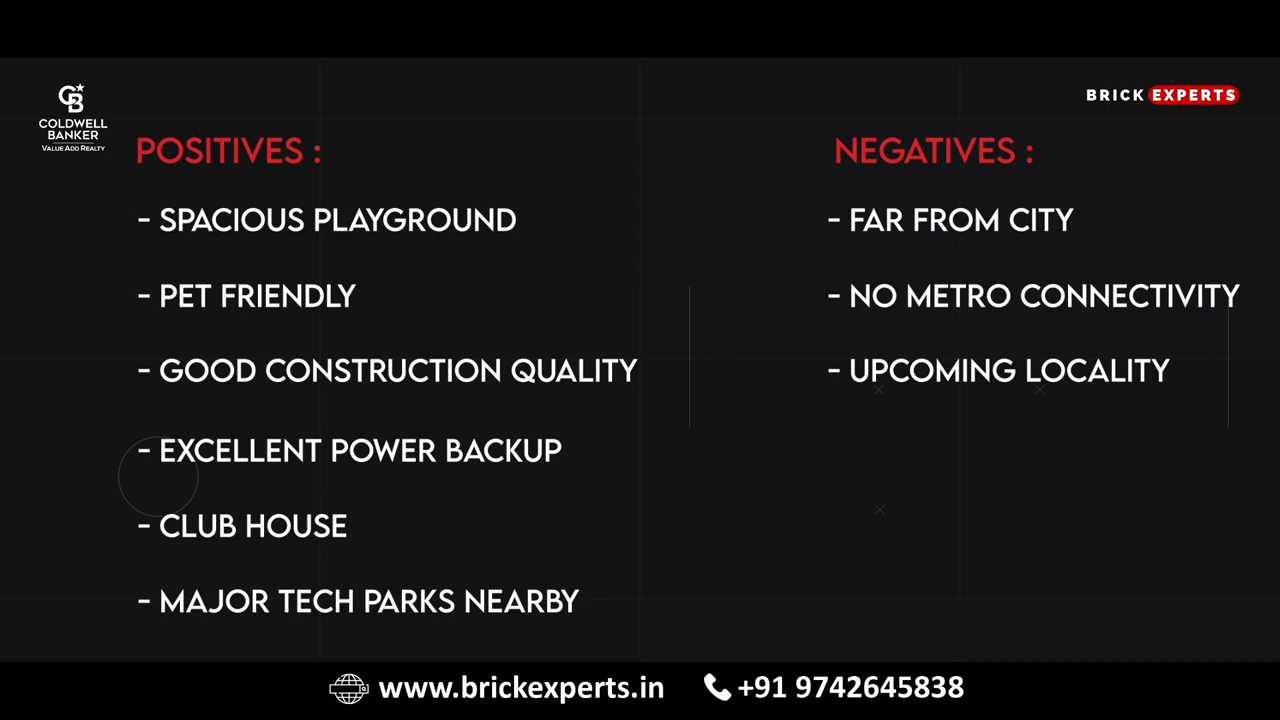 COLDWELL
BANKER
VALUE ADD REALTY
BRICK EXPERTS
POSITIVES :
- SPACIOUS PLAYGROUND
- PET FRIENDLY
- GOOD CONSTRUCTION QUALITY
- EXCELLENT POWER BACKUP
- CLUB HOUSE
- MAJOR TECH PARKS NEARBY
NEGATIVES :
- FAR FROM CITY
- NO METRO CONNECTIVITY
- UPCOMING LOCALITY
www.brickexperts.in
+91 9742645838